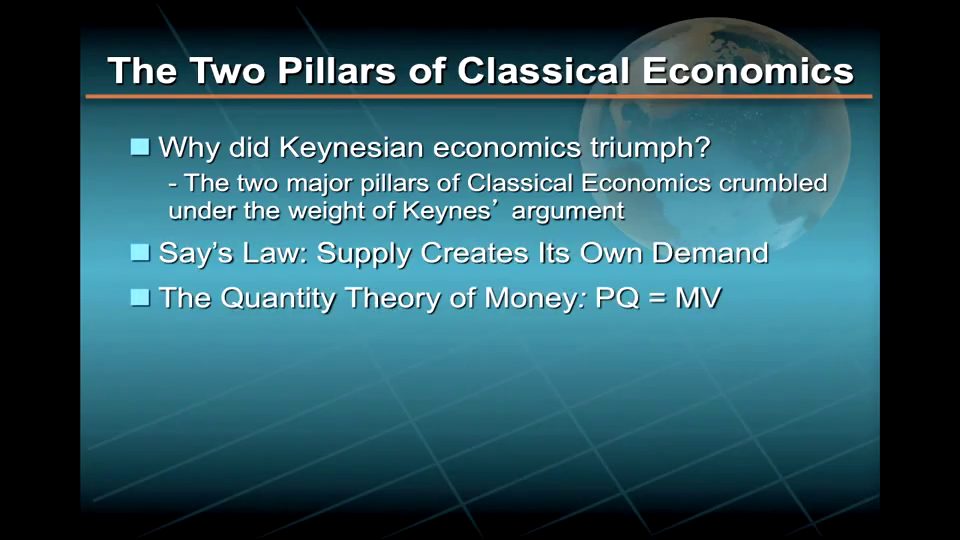 The Two Pillars of Classical Economics
Why did Keynesian economics triumph?
- The two major pillars of Classical Economics crumbled
under the weight of Keynes’ argument
Say’s Law: Supply Creates Its Own Demand
The Quantity Theory of Money: PQ = MV